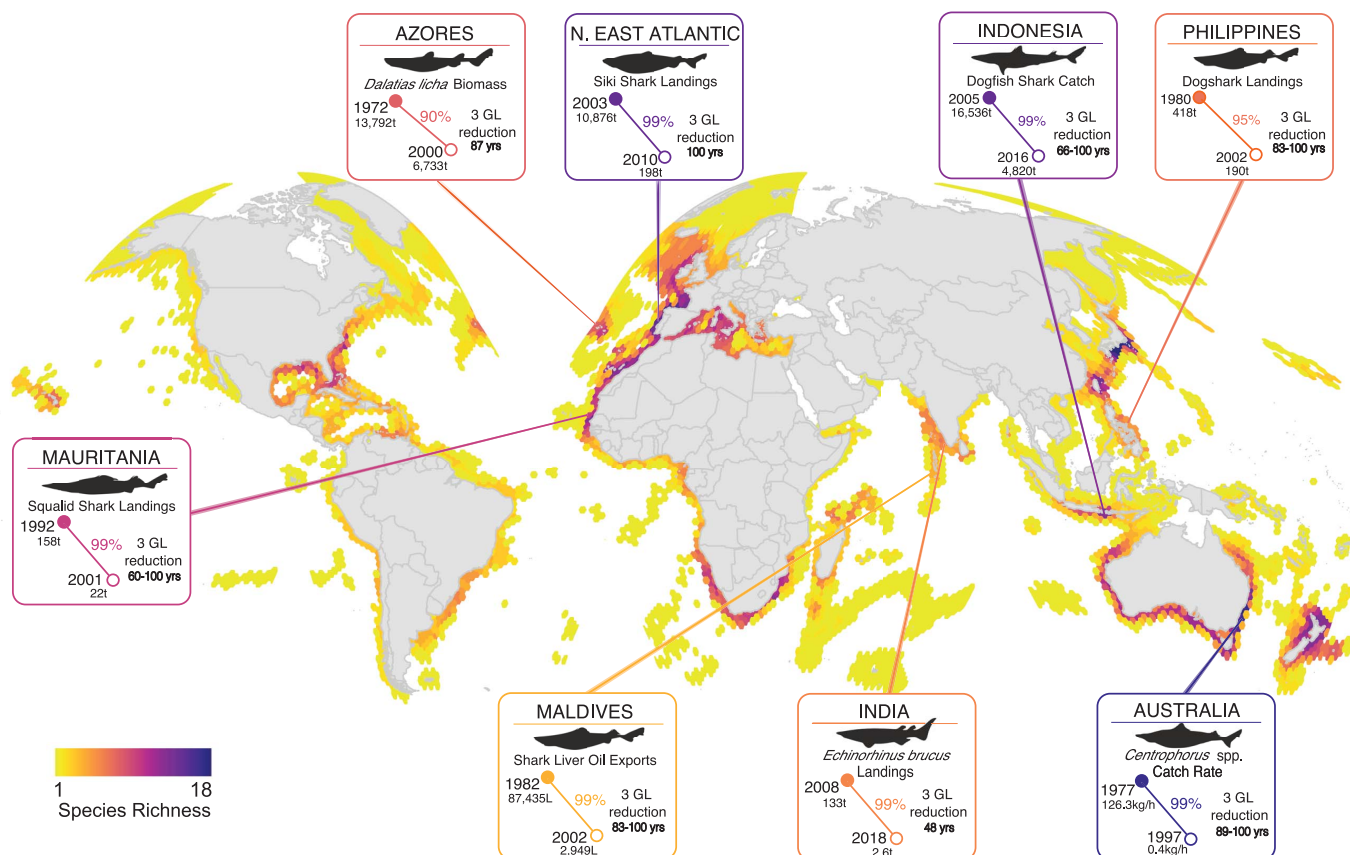 AZORES
Dalatias licha Biomass
1972
13,792t
90%
3 GL
reduction
87 yrs
2000
6,733t
N. EAST ATLANTIC
Siki Shark Landings
2003
10,876t
99%
3 GL
reduction
100 yrs
2010
198t
INDONESIA
Dogfish Shark Catch
2005
16,536t
99%
3 GL
reduction
66-100 yrs
2016
4,820t
PHILIPPINES
Dogshark Landings
1980
418t
95%
3 GL
reduction
83-100 yrs
2002
190t
MAURITANIA
Squalid Shark Landings
1992
158t
99%
3 GL
reduction
60-100 yrs
2001
22t
MALDIVES
Shark Liver Oil Exports
1982
87,435L
99%
3 GL
reduction
83-100 yrs
2002
2,949L
INDIA
Echinorhinus brucus
Landings
2008
133t
99%
3 GL
reduction
48 yrs
2018
2.6t
AUSTRALIA
Centrophorus spp.
Catch Rate
1977
126.3kg/h
99%
3 GL
reduction
89-100 yrs
1997
0.4kg/h
1 18
Species Richness